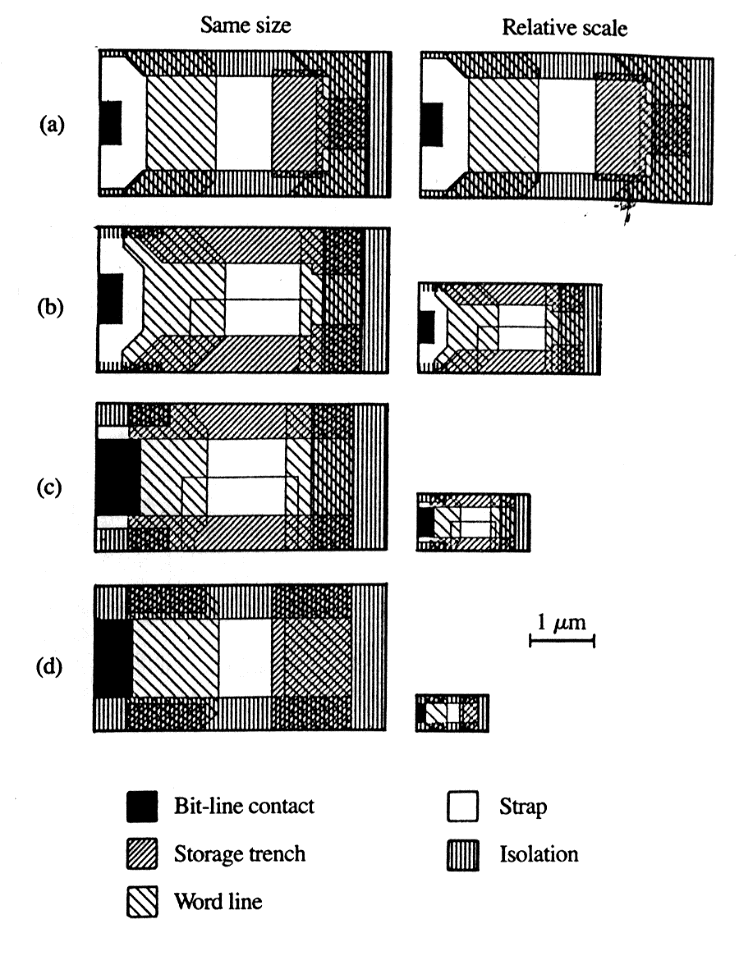 Same size
Relative scale
(a)
(b)
(c)
(d)
1 μm
Bit-line contact
Strap
Storage trench
Isolation
Word line